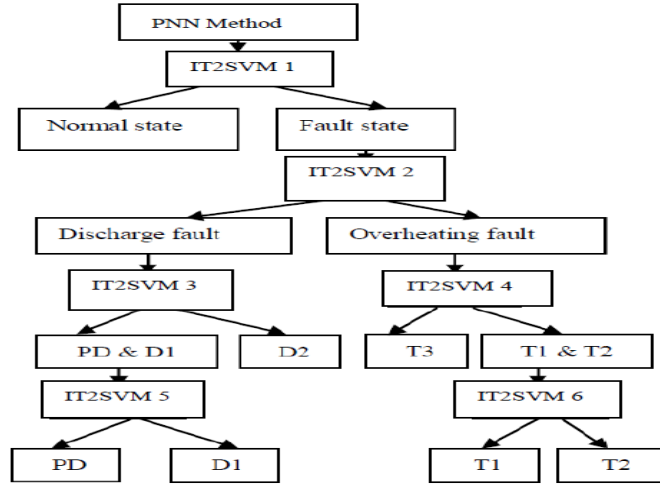 PNN Method
IT2SVM 1
Normal state
Fault state
IT2SVM 2
Discharge fault
Overheating fault
IT2SVM 3
IT2SVM 4
PD & D1
D2
T3
T1 & T2
IT2SVM 5
IT2SVM 6
PD
D1
T1
T2